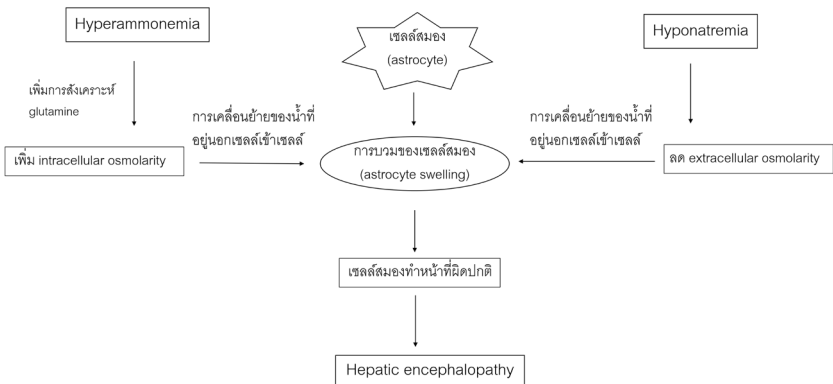 Hyperammonemia
เซลล์สมอง
(astrocyte)
Hyponatremia
เพิ่มการสังเคราะห์
glutamine
การเคลื่อนย้ายของน้ำที่
อยู่นอกเซลล์เข้าเซลล์
การเคลื่อนย้ายของน้ำที่
อยู่นอกเซลล์เข้าเซลล์
เพิ่ม intracellular osmolarity
การบวมของเซลล์สมอง
(astrocyte swelling)
ลด extracellular osmolarity
เซลล์สมองทำหน้าที่ผิดปกติ
Hepatic encephalopathy